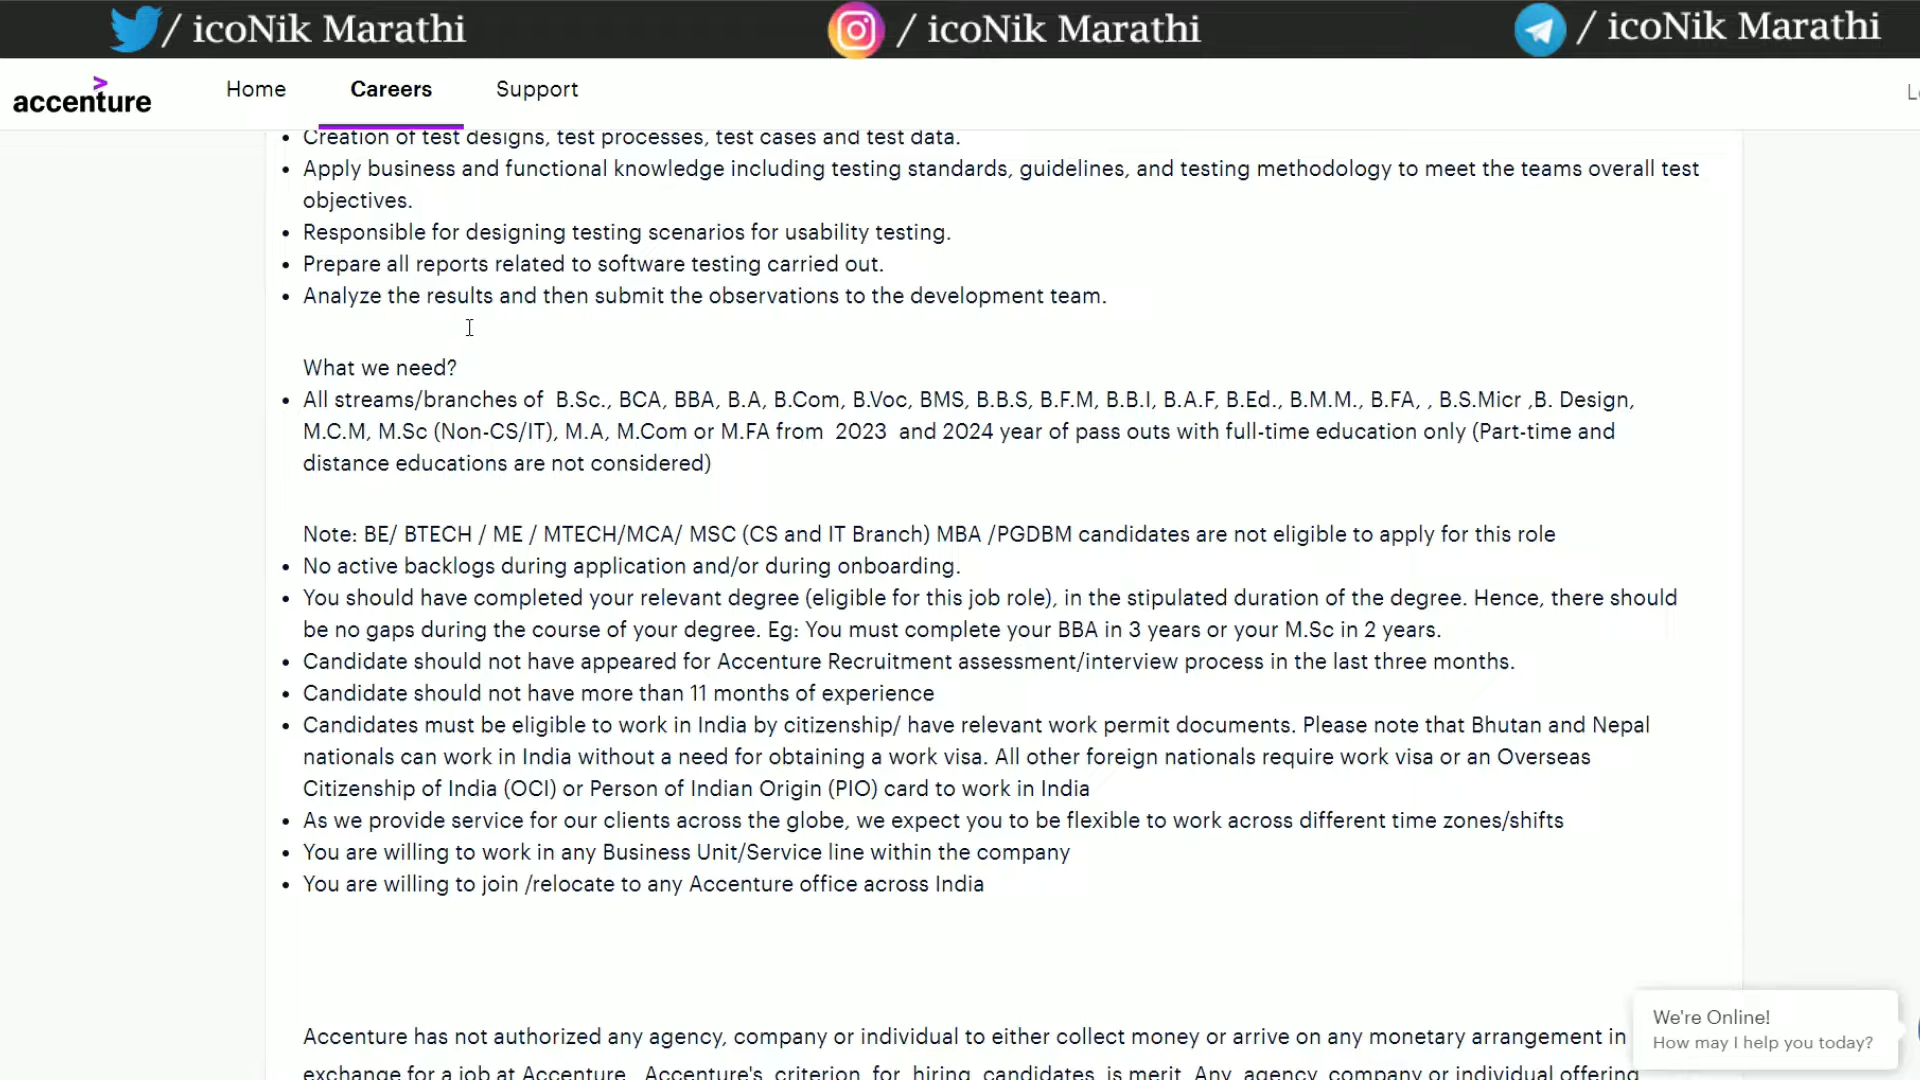 / icoNik Marathi
/ icoNik Marathi
/ icoNik Marathi
accenture
Home
Careers
Support
• Creation of test designs, test processes, test cases and test data.
• Apply business and functional knowledge including testing standards, guidelines, and testing methodology to meet the teams overall test
objectives.
• Responsible for designing testing scenarios for usability testing.
• Prepare all reports related to software testing carried out.
• Analyze the results and then submit the observations to the development team.
What we need?
• All streams/branches of B.Sc., BCA, BBA, B.A, B.Com, B.Voc, BMS, B.B.S, B.F.M, B.B.I, B.A.F, B.Ed., B.M.M., B.FA, , B.S.Micr ,B. Design,
M.C.M, M.Sc (Non-CS/IT), M.A, M.Com or M.FA from 2023 and 2024 year of pass outs with full-time education only (Part-time and
distance educations are not considered)
Note: BE/ BTECH / ME / MTECH/MCA/ MSC (CS and IT Branch) MBA /PGDBM candidates are not eligible to apply for this role
• No active backlogs during application and/or during onboarding.
• You should have completed your relevant degree (eligible for this job role), in the stipulated duration of the degree. Hence, there should
be no gaps during the course of your degree. Eg: You must complete your BBA in 3 years or your M.Sc in 2 years.
• Candidate should not have appeared for Accenture Recruitment assessment/interview process in the last three months.
• Candidate should not have more than 11 months of experience
• Candidates must be eligible to work in India by citizenship/ have relevant work permit documents. Please note that Bhutan and Nepal
nationals can work in India without a need for obtaining a work visa. All other foreign nationals require work visa or an Overseas
Citizenship of India (OCI) or Person of Indian Origin (PIO) card to work in India
• As we provide service for our clients across the globe, we expect you to be flexible to work across different time zones/shifts
• You are willing to work in any Business Unit/Service line within the company
• You are willing to join /relocate to any Accenture office across India
Accenture has not authorized any agency, company or individual to either collect money or arrive on any monetary arrangement in
exchange for a job at Accenture. Accenture's criterion for hiring candidates is merit. Any agency, company or individual offering
We're Online!
How may I help you today?